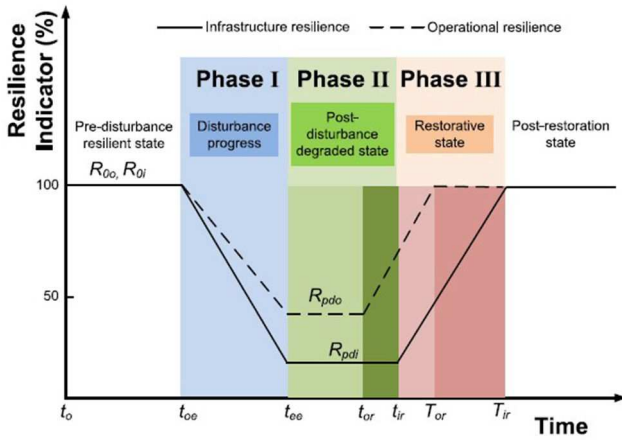 Infrastructure resilience
Operational resilience
Resilience
Indicator (%)
Phase I
Phase II
Phase III
Pre-disturbance
resilient state
Disturbance
progress
Post-
disturbance
degraded state
Restorative
state
Post-restoration
state
R0o, R0i
100
50
Rpdo
Rpdi
to
toe
tee
tor
tir
Tor
Tir
Time